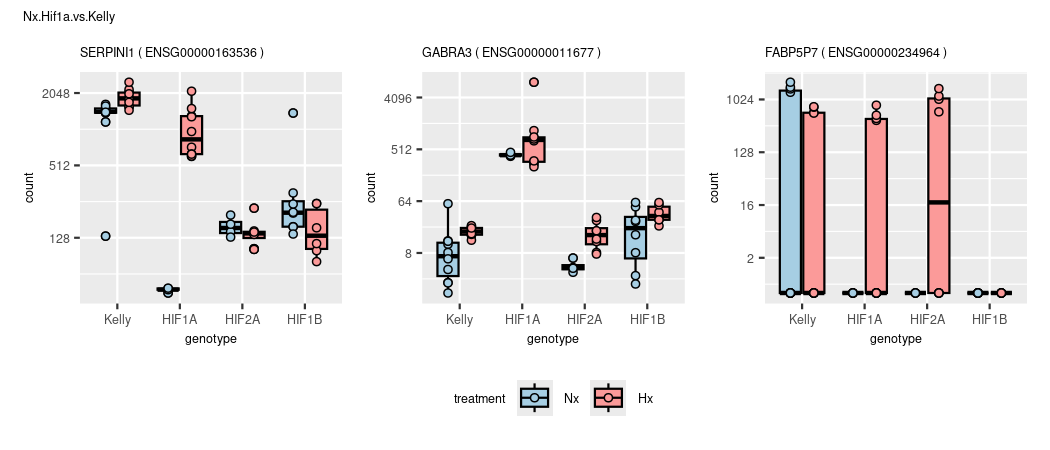 Nx.Hif1a.vs.Kelly
SERPINI1 ( ENSG00000163536 )
GABRA3 ( ENSG00000011677 )
FABP5P7 ( ENSG00000234964 )
count
2048
512
128
Kelly
HIF1A
HIF2A
HIF1B
genotype
count
4096
512
64
8
Kelly
HIF1A
HIF2A
HIF1B
genotype
count
1024
128
16
2
Kelly
HIF1A
HIF2A
HIF1B
genotype
treatment
Nx
Hx